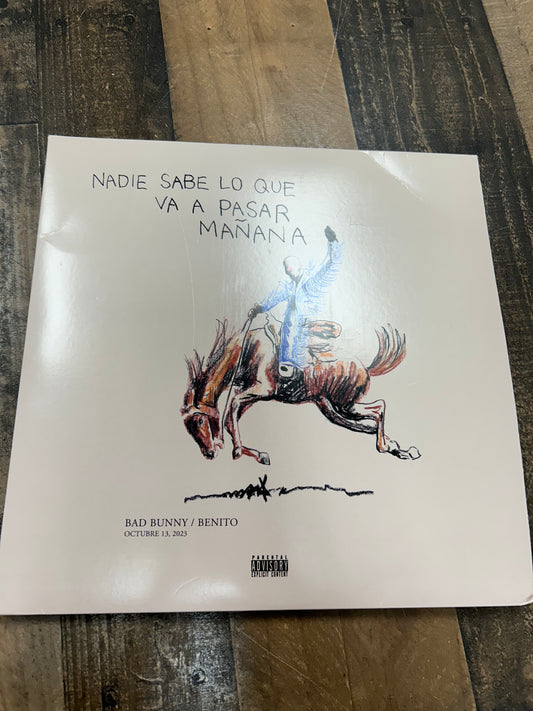 NADIE SABE LO QUE
VA A PASAR
MAÑANA
BAD BUNNY / BENITO
OCTUBRE 13, 2023
PARENTAL
ADVISORY
EXPLICIT CONTENT